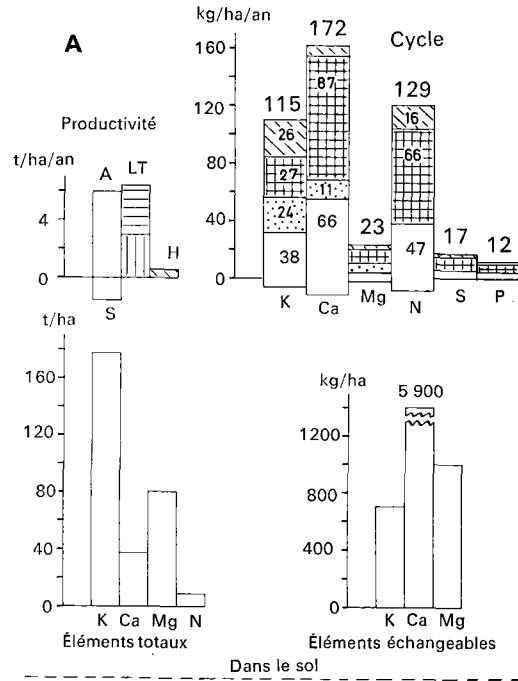 A
Productivité
t/ha/an
A
LT
4
H
0
S
kg/ha/an
Cycle
160
120
80
40
0
115
26
27
24
38
K
172
87
11
66
Ca
23
Mg
129
16
66
47
N
17
S
12
P
t/ha
160
120
80
40
0
K Ca Mg N
Éléments totaux
kg/ha
5 900
1200
800
400
0
K Ca Mg
Éléments échangeables
Dans le sol